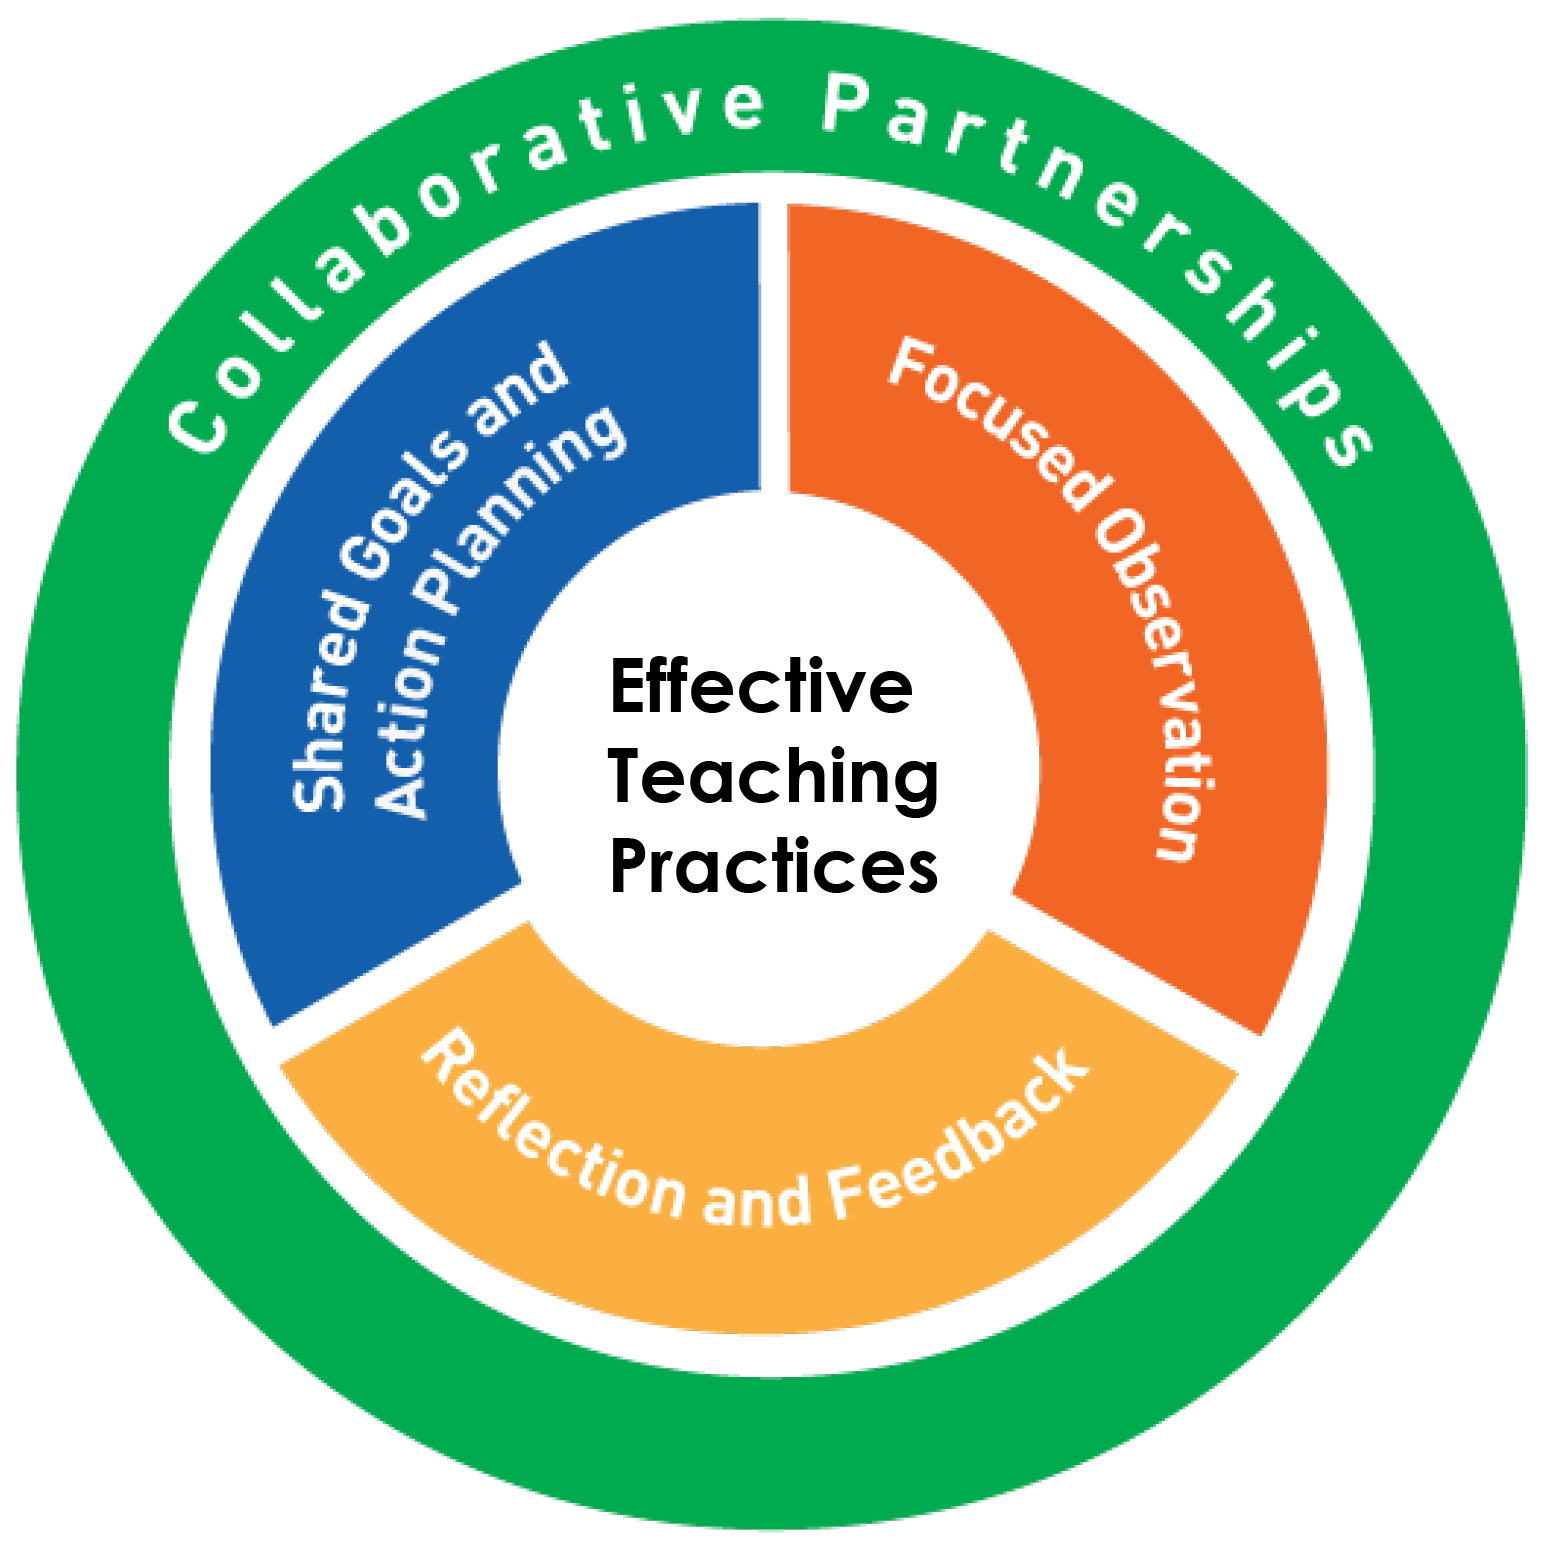 Collaborative Partnerships
Shared Goals and
Action Planning
Focused Observation
Effective
Teaching
Practices
Reflection and Feedback